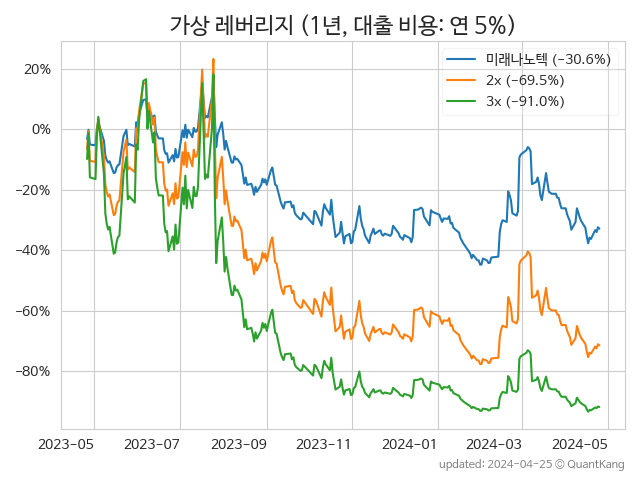 가상 레버리지 (1년, 대출 비용: 연 5%)
미래나노텍 (−30.6%)
2x (−69.5%)
3x (−91.0%)
20%
0%
−20%
−40%
−60%
−80%
2023-05 2023-07 2023-09 2023-11 2024-01 2024-03 2024-05
updated: 2024-04-25 © QuantKang